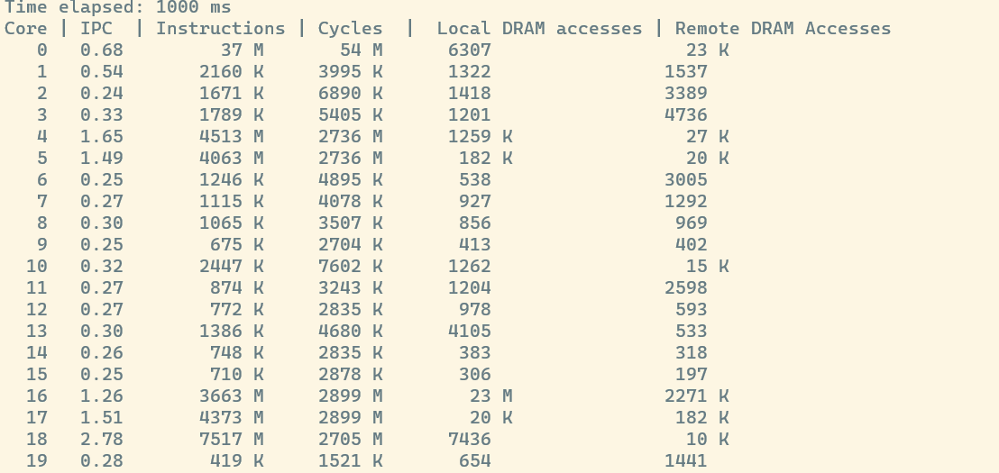 Time elapsed: 1000 ms
Core | IPC  | Instructions | Cycles  |  Local DRAM accesses | Remote DRAM Accesses
   0   0.68         37 M       54 M      6307                    23 K
   1   0.54       2160 K     3995 K      1322                1537
   2   0.24       1671 K     6890 K      1418                3389
   3   0.33       1789 K     5405 K      1201                4736
   4   1.65       4513 M     2736 M      1259 K                27 K
   5   1.49       4063 M     2736 M       182 K                20 K
   6   0.25       1246 K     4895 K       538                3005
   7   0.27       1115 K     4078 K       927                1292
   8   0.30       1065 K     3507 K       856                 969
   9   0.25        675 K     2704 K       413                 402
  10   0.32       2447 K     7602 K      1262                  15 K
  11   0.27        874 K     3243 K      1204                2598
  12   0.27        772 K     2835 K       978                 593
  13   0.30       1386 K     4680 K      4105                 533
  14   0.26        748 K     2835 K       383                 318
  15   0.25        710 K     2878 K       306                 197
  16   1.26       3663 M     2899 M        23 M              2271 K
  17   1.51       4373 M     2899 M        20 K               182 K
  18   2.78       7517 M     2705 M      7436                  10 K
  19   0.28        419 K     1521 K       654                1441